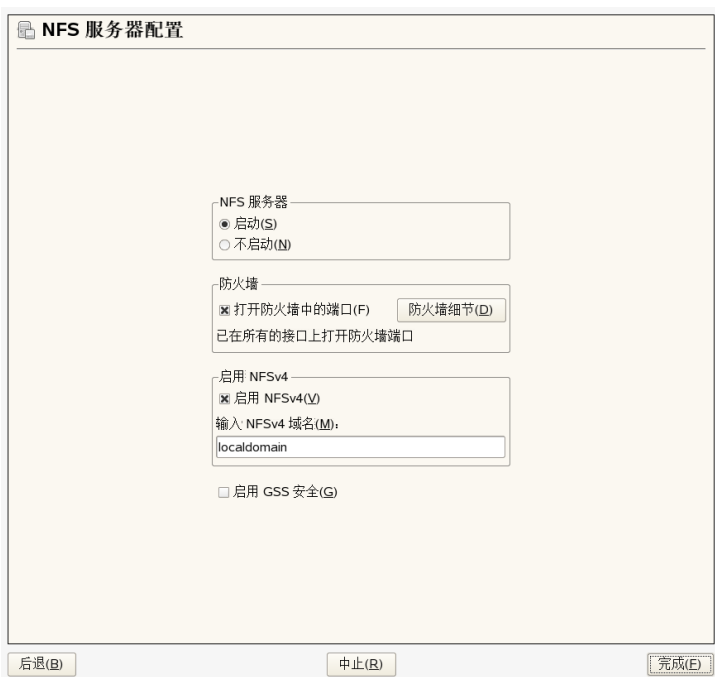 NFS 服务器配置
NFS 服务器
启动(S)
不启动(N)
防火墙
打开防火墙中的端口(F)
防火墙细节(D)
已在所有的接口上打开防火墙端口
启用 NFSv4
启用 NFSv4(V)
输入 NFSv4 域名(M)：
localdomain
启用 GSS 安全(G)
后退(B)
中止(R)
完成(F)